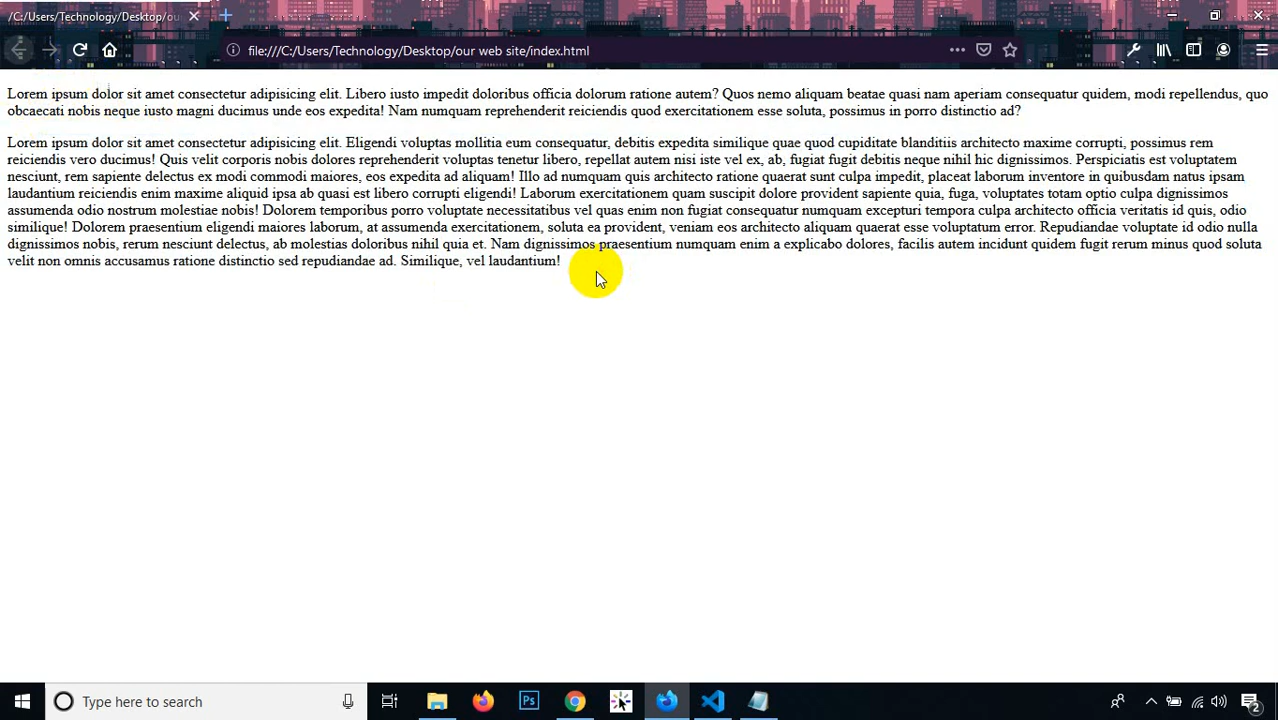 /C:/Users/Technology/Desktop/ou
file:///C:/Users/Technology/Desktop/our web site/index.html
Lorem ipsum dolor sit amet consectetur adipisicing elit. Libero iusto impedit doloribus officia dolorum ratione autem? Quos nemo aliquam beatae quasi nam aperiam consequatur quidem, modi repellendus, quo
obcaecati nobis neque iusto magni ducimus unde eos expedita! Nam numquam reprehenderit reiciendis quod exercitationem esse soluta, possimus in porro distinctio ad?
Lorem ipsum dolor sit amet consectetur adipisicing elit. Eligendi voluptas mollitia eum consequatur, debitis expedita similique quae quod cupiditate blanditiis architecto maxime corrupti, possimus rem
reiciendis vero ducimus! Quis velit corporis nobis dolores reprehenderit voluptas tenetur libero, repellat autem nisi iste vel ex, ab, fugiat fugit debitis neque nihil hic dignissimos. Perspiciatis est voluptatem
nesciunt, rem sapiente delectus ex modi commodi maiores, eos expedita ad aliquam! Illo ad numquam quis architecto ratione quaerat sunt culpa impedit, placeat laborum inventore in quibusdam natus ipsam
laudantium reiciendis enim maxime aliquid ipsa ab quasi est libero corrupti eligendi! Laborum exercitationem quam suscipit dolore provident sapiente quia, fuga, voluptates totam optio culpa dignissimos
assumenda odio nostrum molestiae nobis! Dolorem temporibus porro voluptate necessitatibus vel quas enim non fugiat consequatur numquam excepturi tempora culpa architecto officia veritatis id quis, odio
similique! Dolorem praesentium eligendi maiores laborum, at assumenda exercitationem, soluta ea provident, veniam eos architecto aliquam quaerat esse voluptatum error. Repudiandae voluptate id odio nulla
dignissimos nobis, rerum nesciunt delectus, ab molestias doloribus nihil quia et. Nam dignissimos praesentium numquam enim a explicabo dolores, facilis autem incidunt quidem fugit rerum minus quod soluta
velit non omnis accusamus ratione distinctio sed repudiandae ad. Similique, vel laudantium!
Type here to search
Ps
2